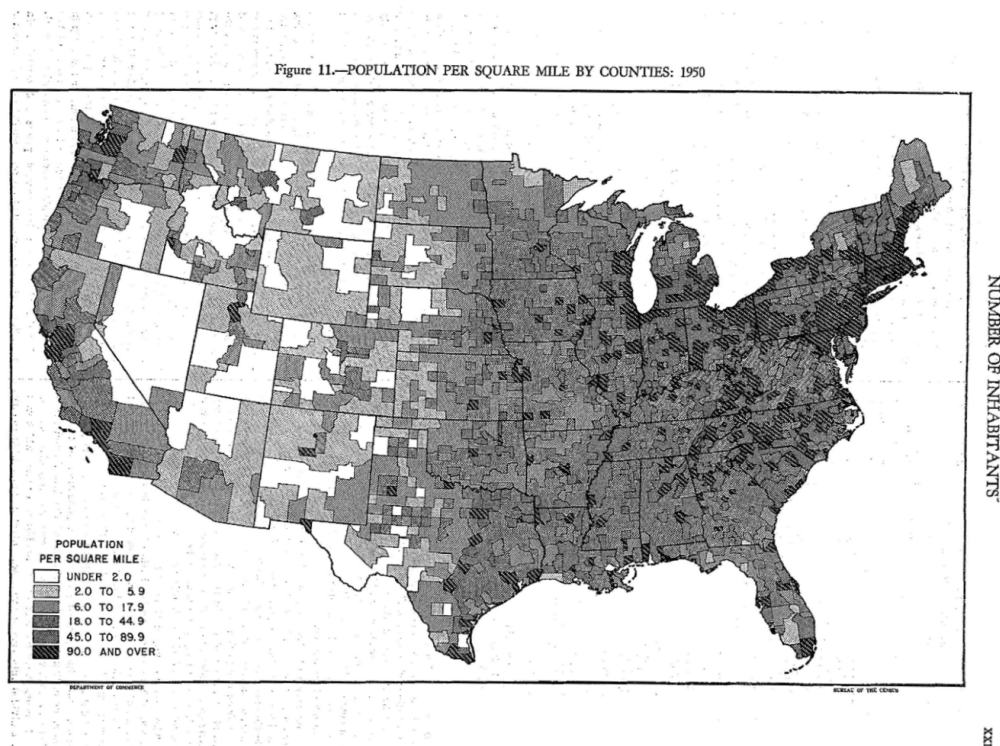 Figure 11.—POPULATION PER SQUARE MILE BY COUNTIES: 1950
POPULATION
PER SQUARE MILE
UNDER 2.0
2.0 TO 5.9
6.0 TO 17.9
18.0 TO 44.9
45.0 TO 89.9
90.0 AND OVER
DEPARTMENT OF COMMERCE
BUREAU OF THE CENSUS
NUMBER OF INHABITANTS